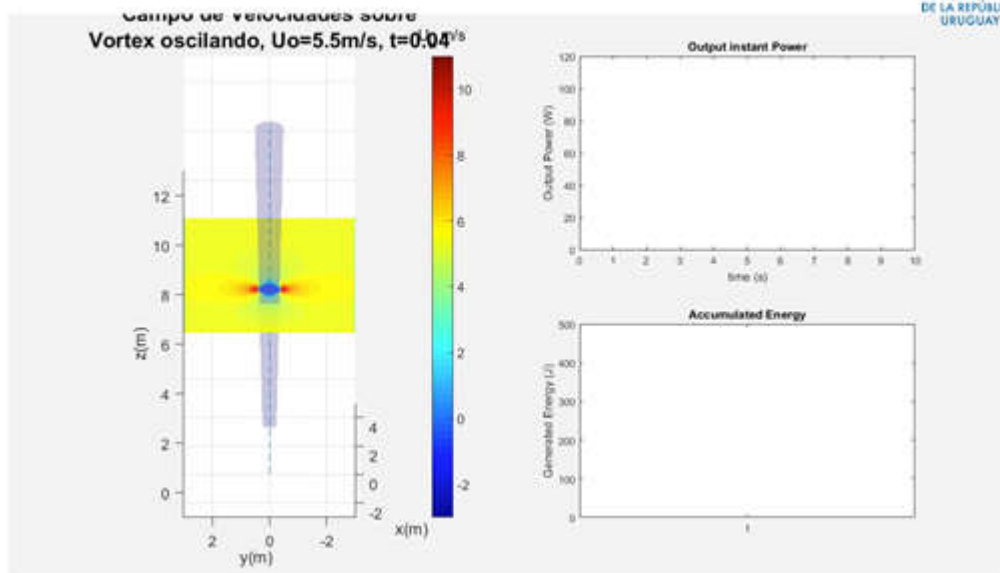 DE LA REPÚBL
URUGUAY
Campo de Velocidades sobre
Vortex oscilando, Uo=5.5m/s, t=0.04
m/s
10
8
6
4
2
0
-2
12
10
8
6
4
2
0
z(m)
4
2
0
-2
x(m)
2
0
-2
y(m)
Output instant Power
120
100
80
60
40
20
0
Output Power (W)
0 1 2 3 4 5 6 7 8 9 10
time (s)
Accumulated Energy
500
400
300
200
100
0
Generated Energy (J)
1